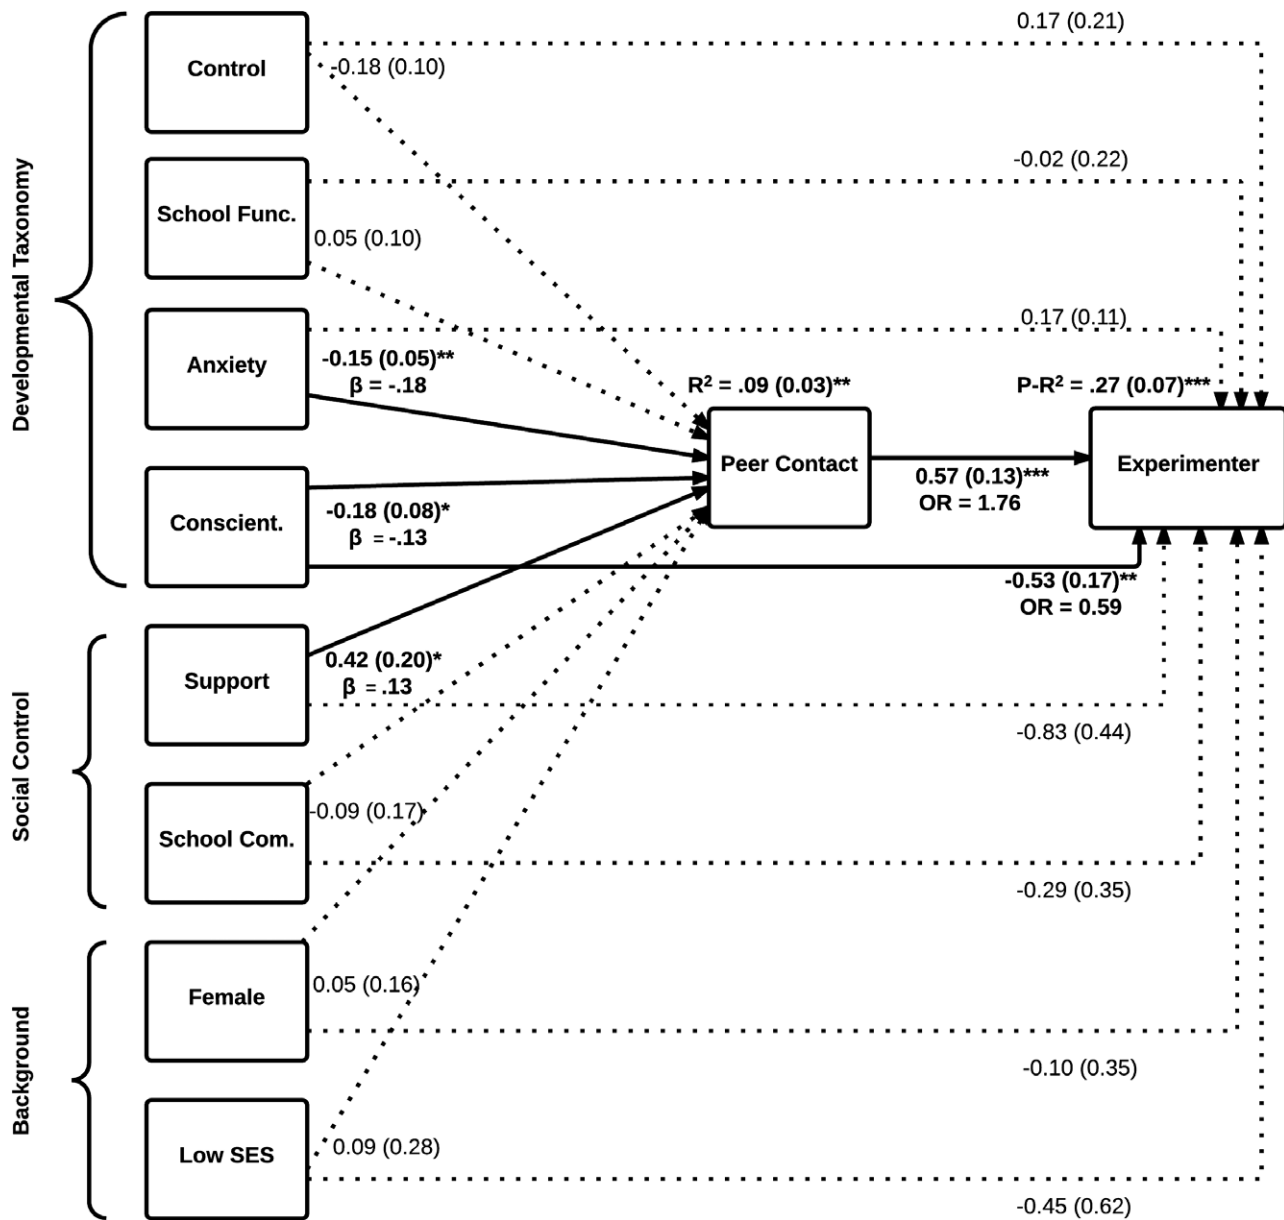 Developmental Taxonomy
Control
0.17 (0.21)
-0.18 (0.10)
School Func.
-0.02 (0.22)
0.05 (0.10)
Anxiety
0.17 (0.11)
-0.15 (0.05)**
β = -.18
R² = .09 (0.03)**
P-R² = .27 (0.07)***
Peer Contact
Experimenter
0.57 (0.13)***
OR = 1.76
Conscient.
-0.18 (0.08)*
β = -.13
-0.53 (0.17)**
OR = 0.59
Social Control
Support
0.42 (0.20)*
β = .13
-0.83 (0.44)
School Com.
-0.09 (0.17)
-0.29 (0.35)
Background
Female
0.05 (0.16)
-0.10 (0.35)
Low SES
0.09 (0.28)
-0.45 (0.62)